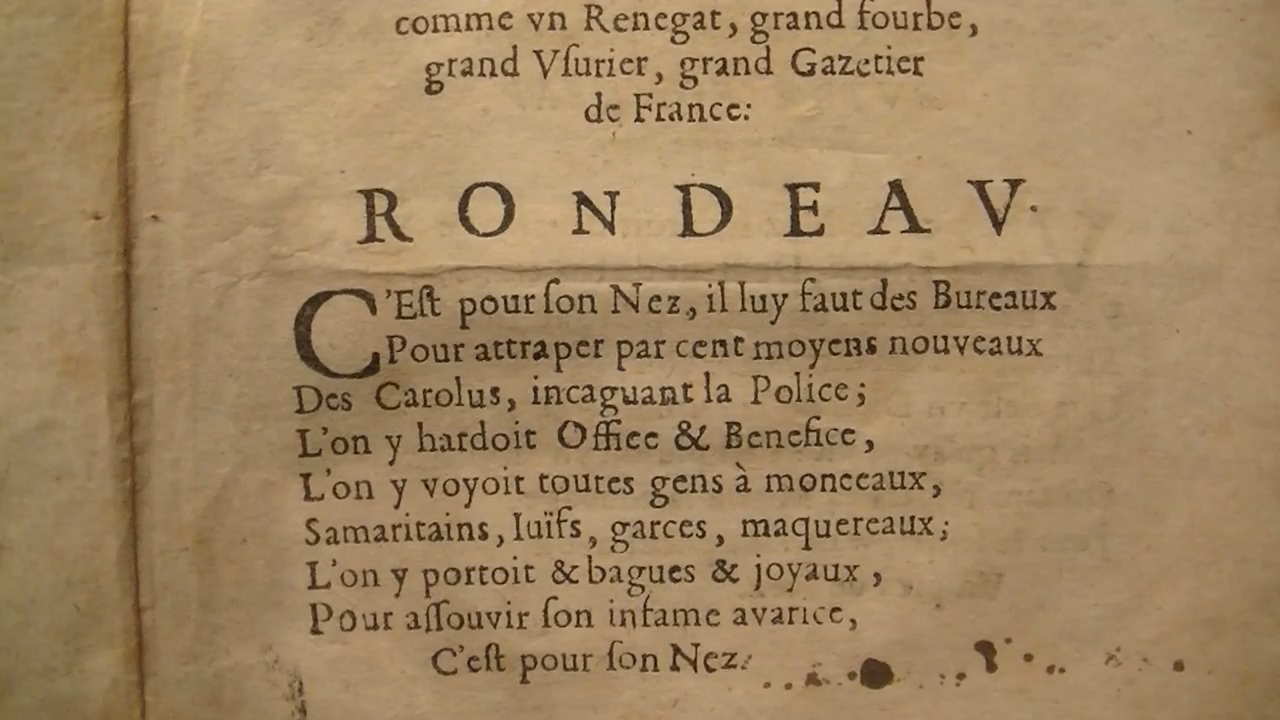 comme vn Renegat, grand fourbe,
grand Vſurier, grand Gazetier
de France:
RONDEAV.
C'Eſt pour ſon Nez, il luy faut des Bureaux
Pour attraper par cent moyens nouveaux
Des Carolus, incaguant la Police;
L'on y hardoit Office & Benefice,
L'on y voyoit toutes gens à monceaux,
Samaritains, Iuïfs, garces, maquereaux;
L'on y portoit & bagues & joyaux,
Pour aſſouvir ſon infame avarice,
C'eſt pour ſon Nez.